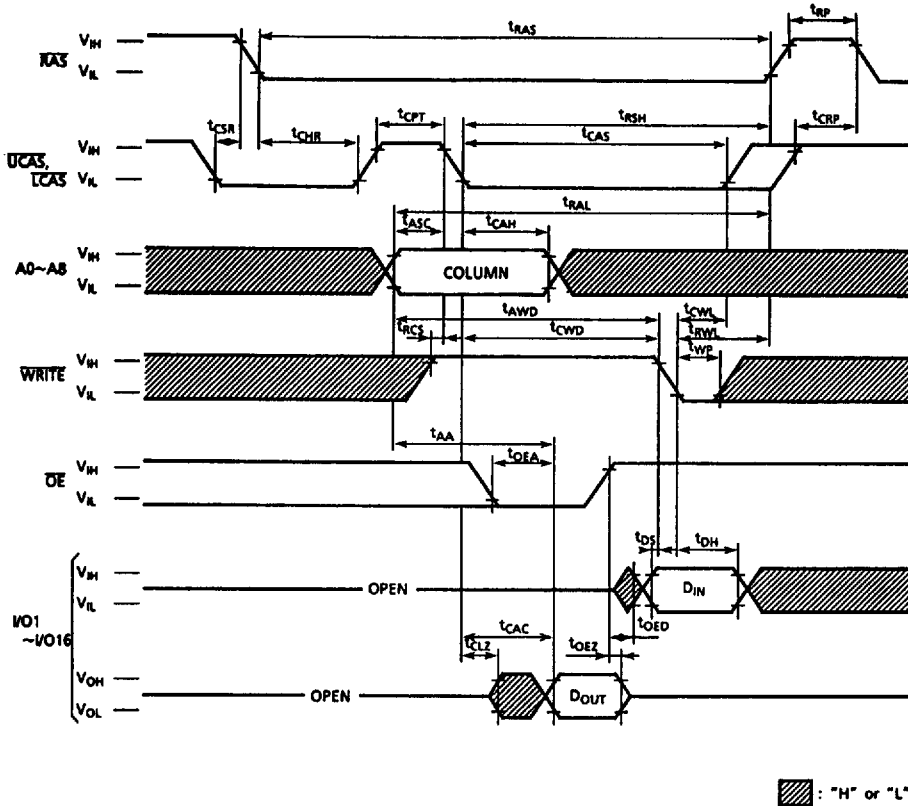 tRP
tRAS
VIH
RAS
VIL
tCPT
tRSH
tCRP
tCSR
tCHR
tCAS
VIH
UCAS,
LCAS
VIL
tRAL
tASC
tCAH
VIH
A0~A8
COLUMN
VIL
tAWD
tCWL
tRCS
tCWD
tRWL
tWP
VIH
WRITE
VIL
tAA
tOEA
VIH
OE
VIL
tDS
tDH
VIH
OPEN
DIN
VIL
I/O1
~I/O16
tOED
tCAC
tOEZ
tCLZ
VOH
OPEN
DOUT
VOL
: "H" or "L"